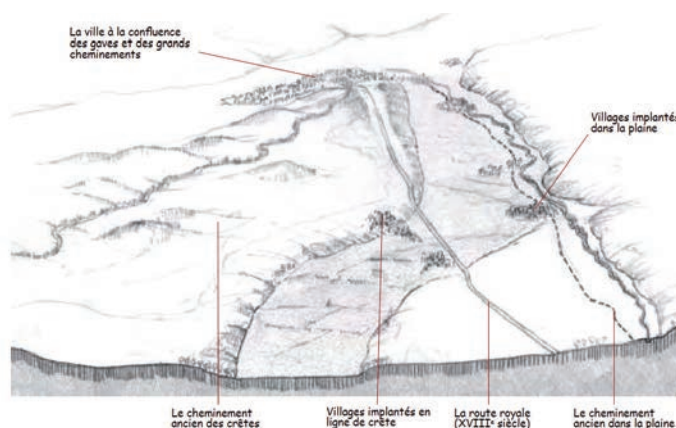 La ville à la confluence
des gaves et des grands
cheminements
Villages implantés
dans la plaine
Le cheminement
ancien des crêtes
Villages implantés en
ligne de crête
La route royale
(XVIIIe siècle)
Le cheminement
ancien dans la plaine